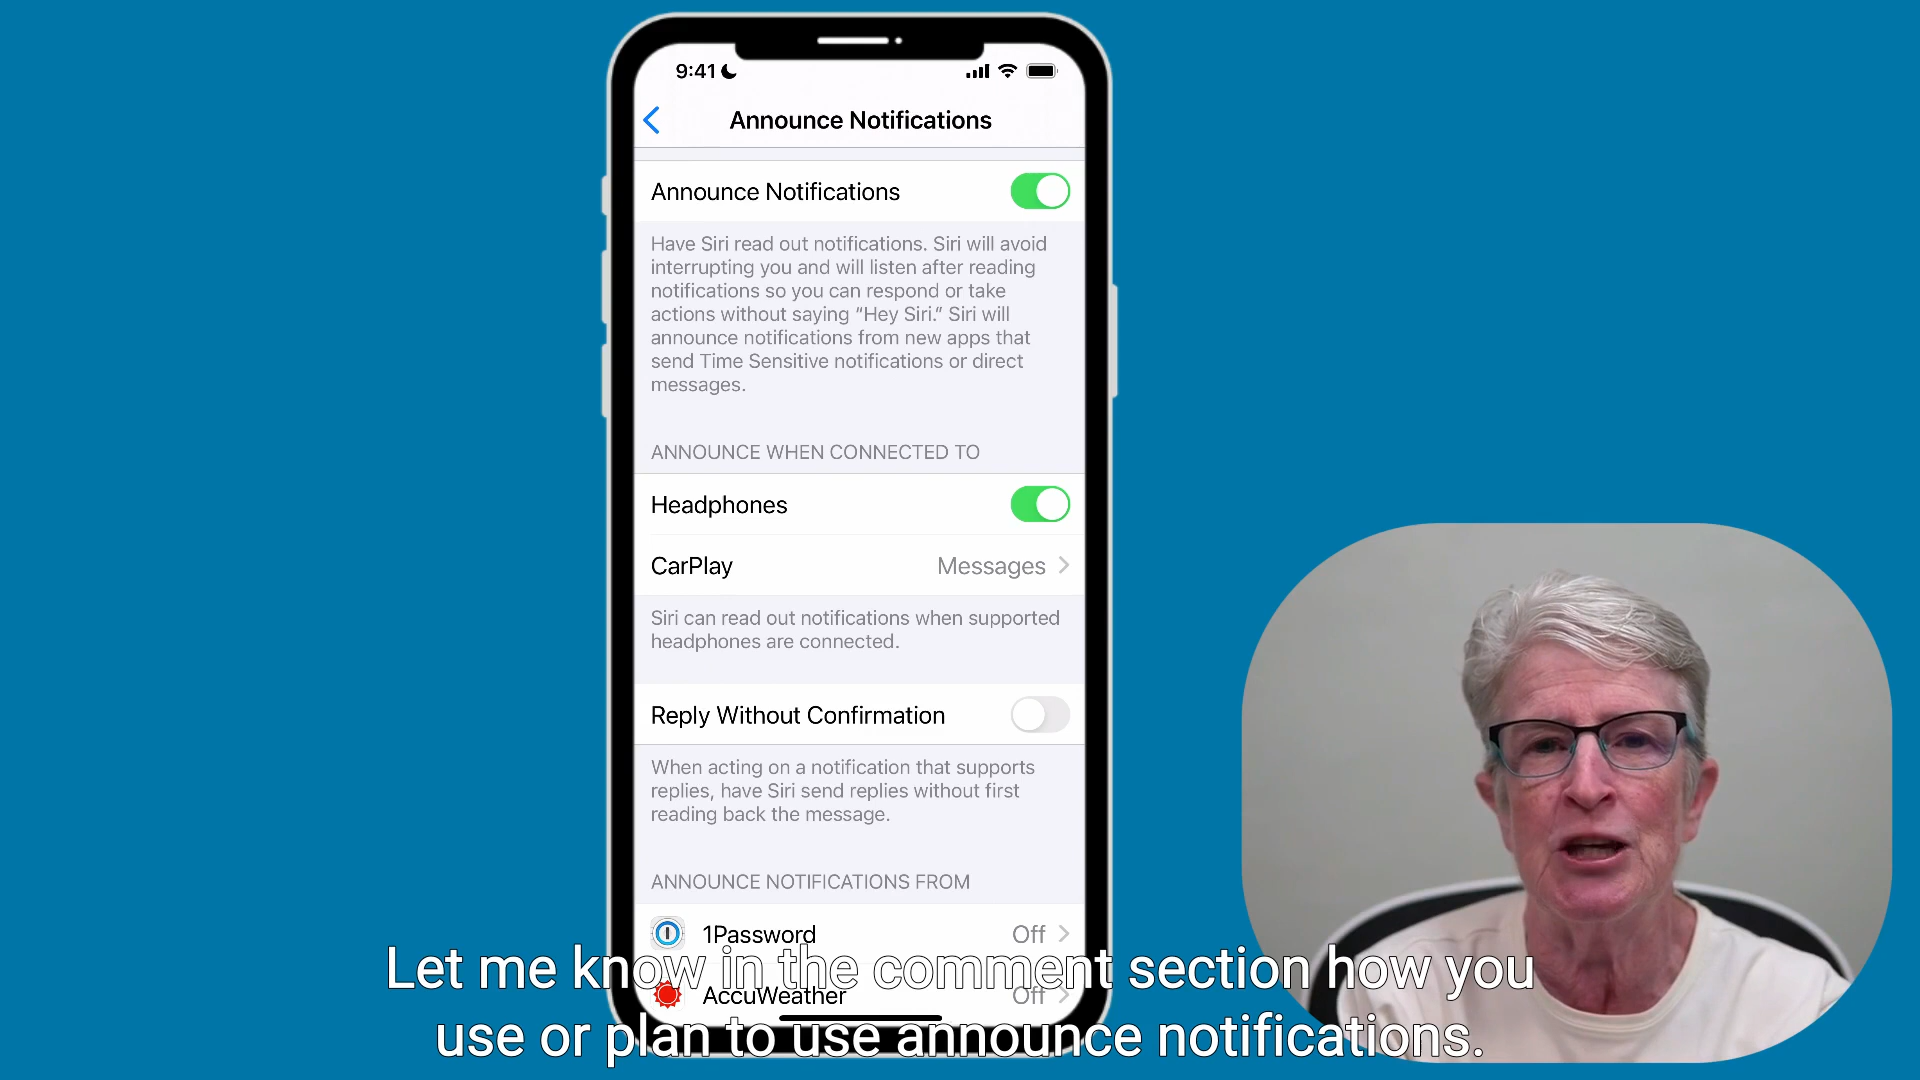 9:41
Announce Notifications
Announce Notifications
Have Siri read out notifications. Siri will avoid
interrupting you and will listen after reading
notifications so you can respond or take
actions without saying “Hey Siri.” Siri will
announce notifications from new apps that
send Time Sensitive notifications or direct
messages.
ANNOUNCE WHEN CONNECTED TO
Headphones
CarPlay Messages
Siri can read out notifications when supported
headphones are connected.
Reply Without Confirmation
When acting on a notification that supports
replies, have Siri send replies without first
reading back the message.
ANNOUNCE NOTIFICATIONS FROM
1Password Off
Let me know in the comment section how you
AccuWeather Off
use or plan to use announce notifications.